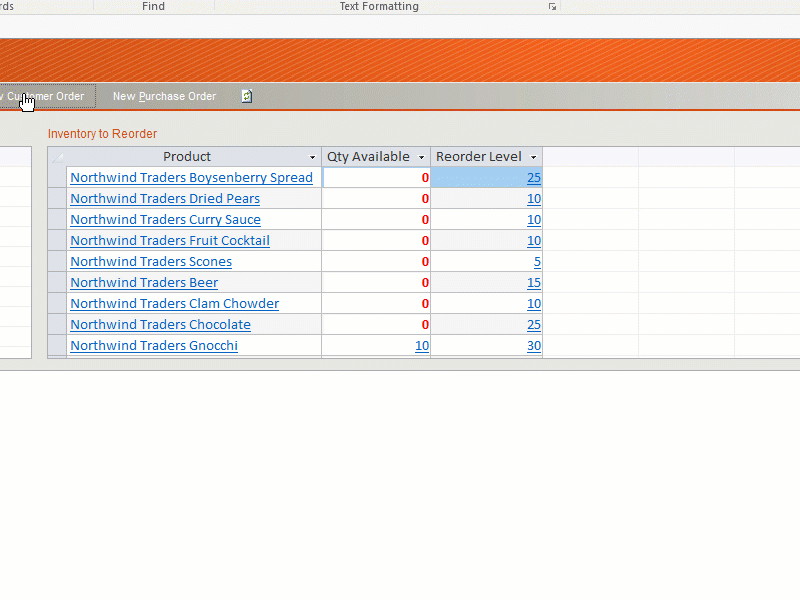 rds Find Text Formatting
Customer Order New Purchase Order
Inventory to Reorder
Product Qty Available Reorder Level
Northwind Traders Boysenberry Spread 0 25
Northwind Traders Dried Pears 0 10
Northwind Traders Curry Sauce 0 10
Northwind Traders Fruit Cocktail 0 10
Northwind Traders Scones 0 5
Northwind Traders Beer 0 15
Northwind Traders Clam Chowder 0 10
Northwind Traders Chocolate 0 25
Northwind Traders Gnocchi 10 30